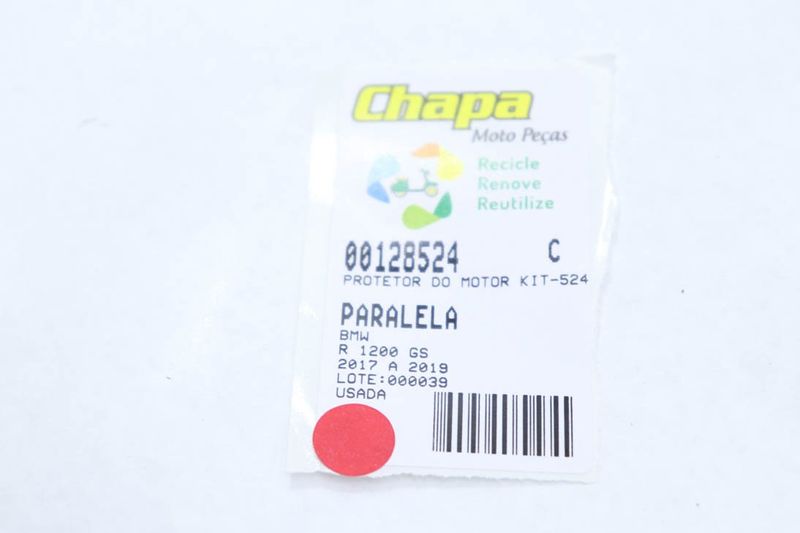 Chapa
Moto Peças
Recicle
Renove
Reutilize
00128524 C
PROTETOR DO MOTOR KIT-524
PARALELA
BMW
R 1200 GS
2017 A 2019
LOTE:000039
USADA